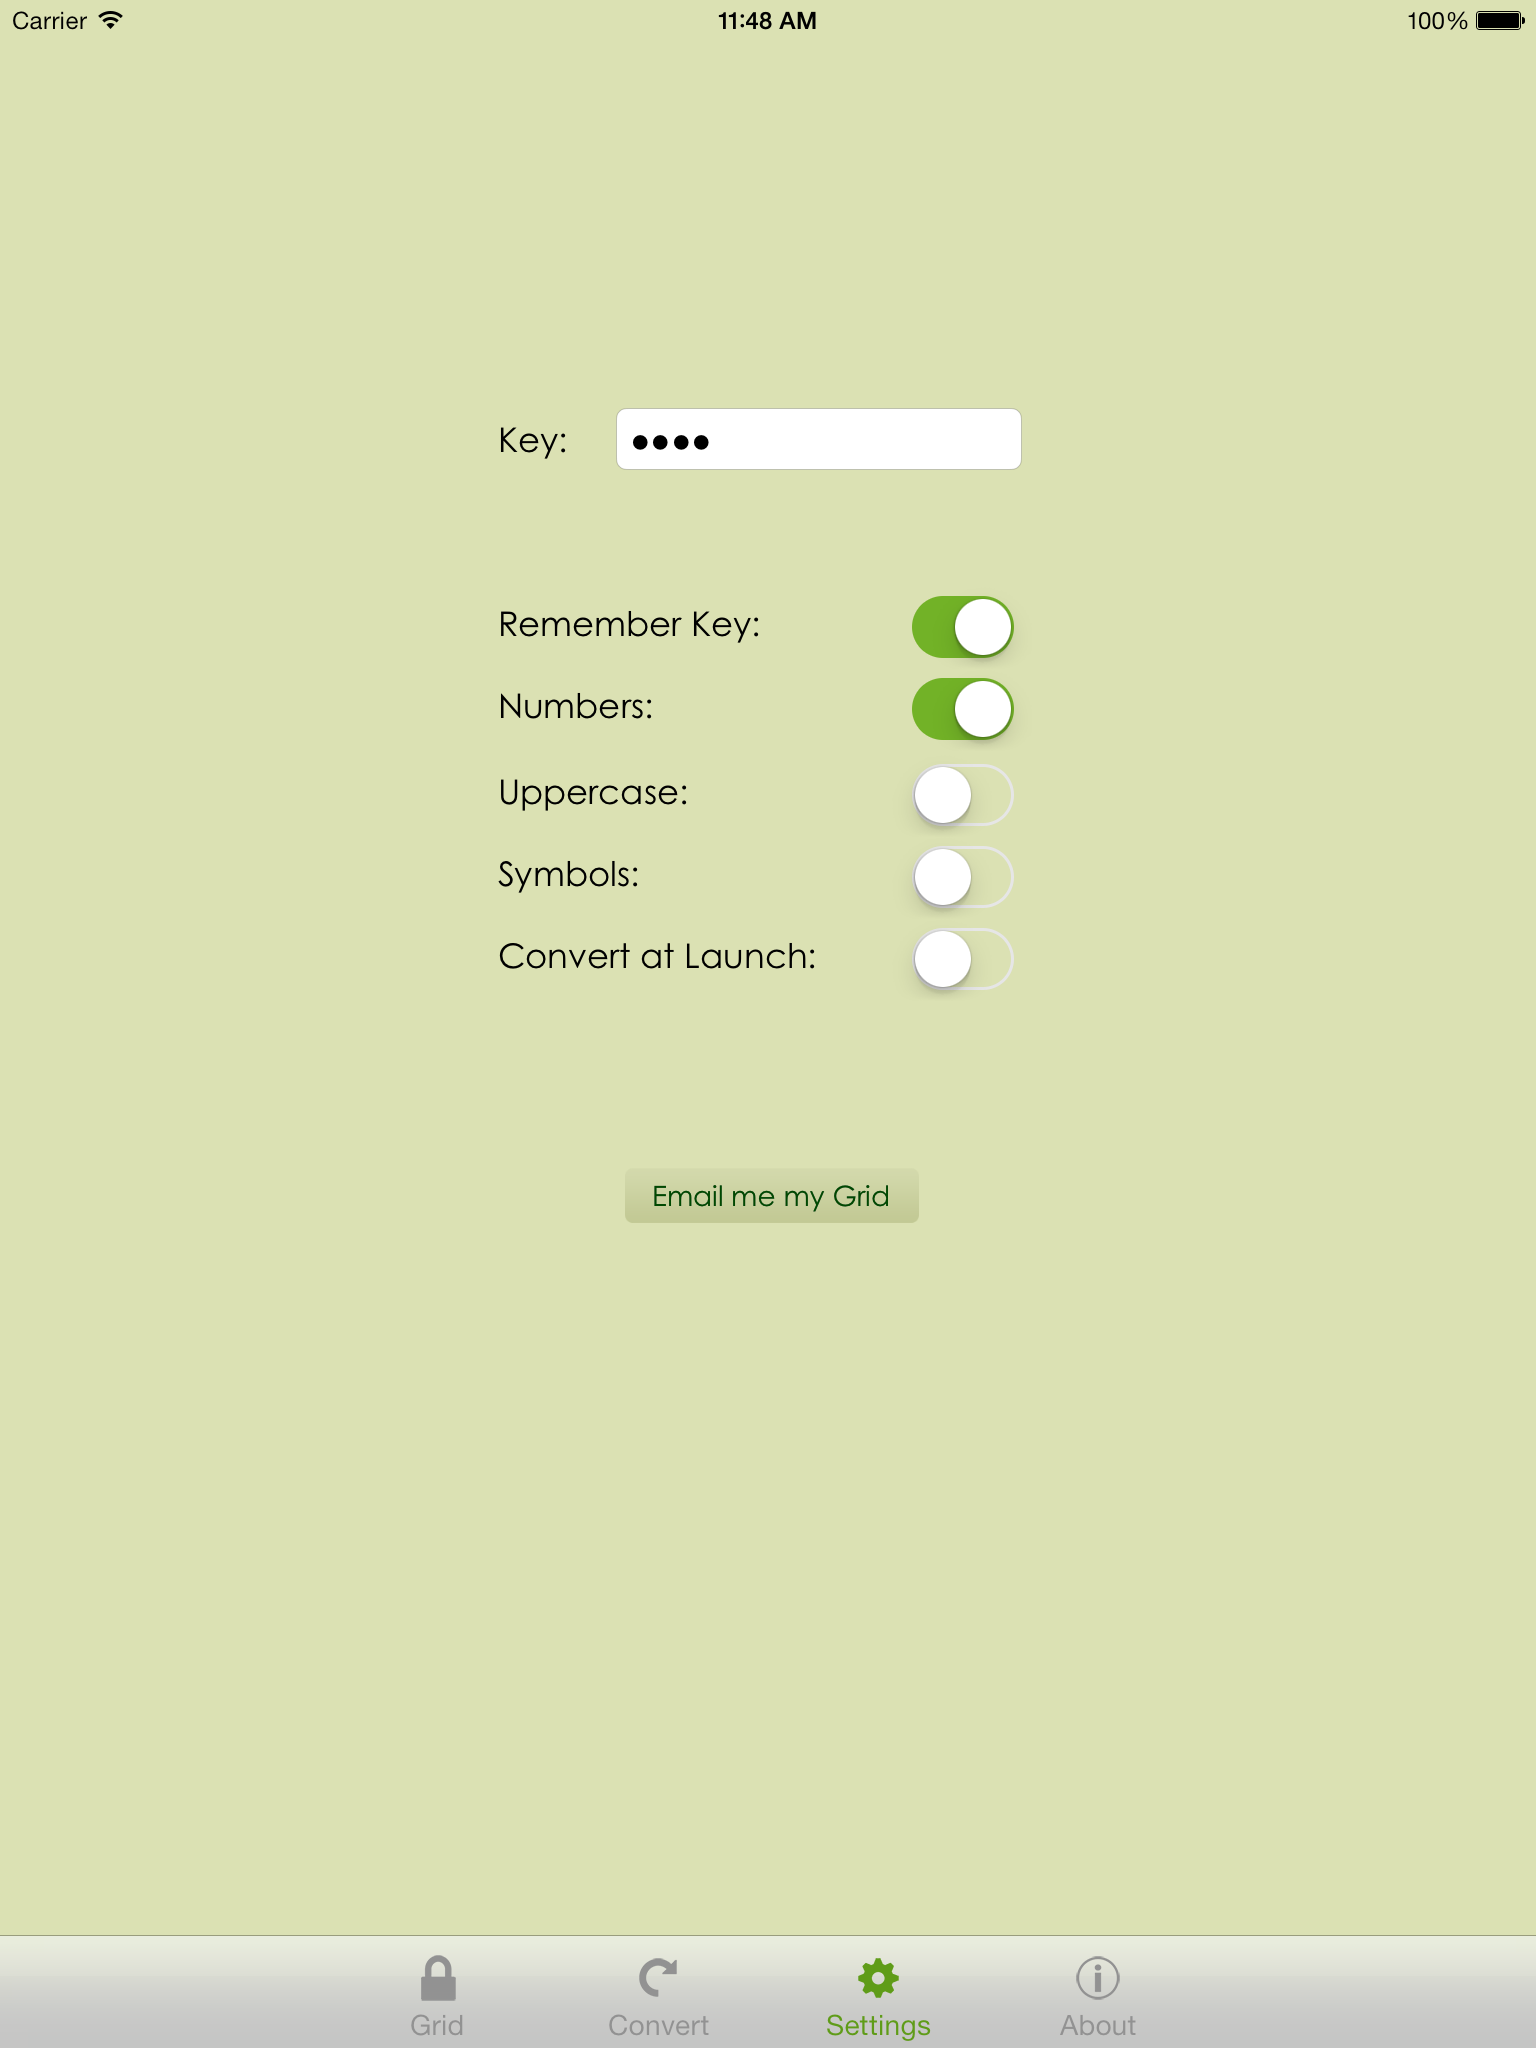 Carrier 11:48 AM 100%
Key: ••••
Remember Key:
Numbers:
Uppercase:
Symbols:
Convert at Launch:
Email me my Grid
Grid Convert Settings About